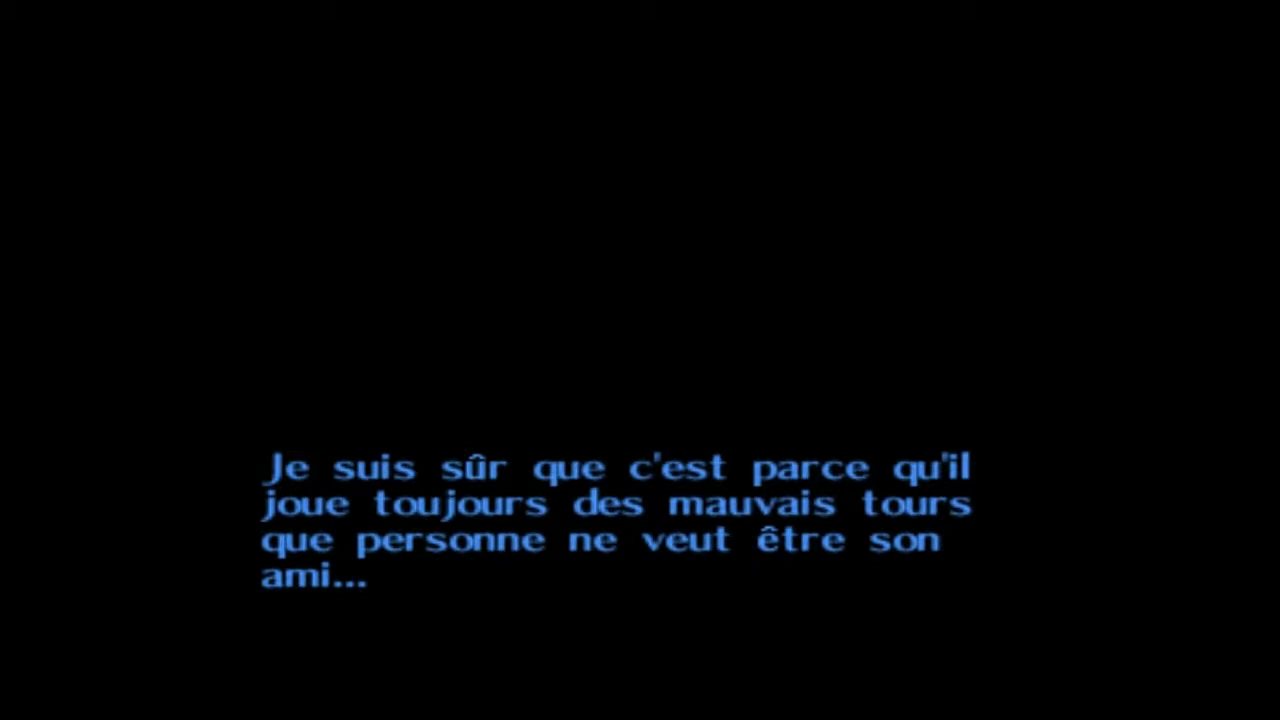 Je suis sûr que c'est parce qu'il
joue toujours des mauvais tours
que personne ne veut être son
ami...